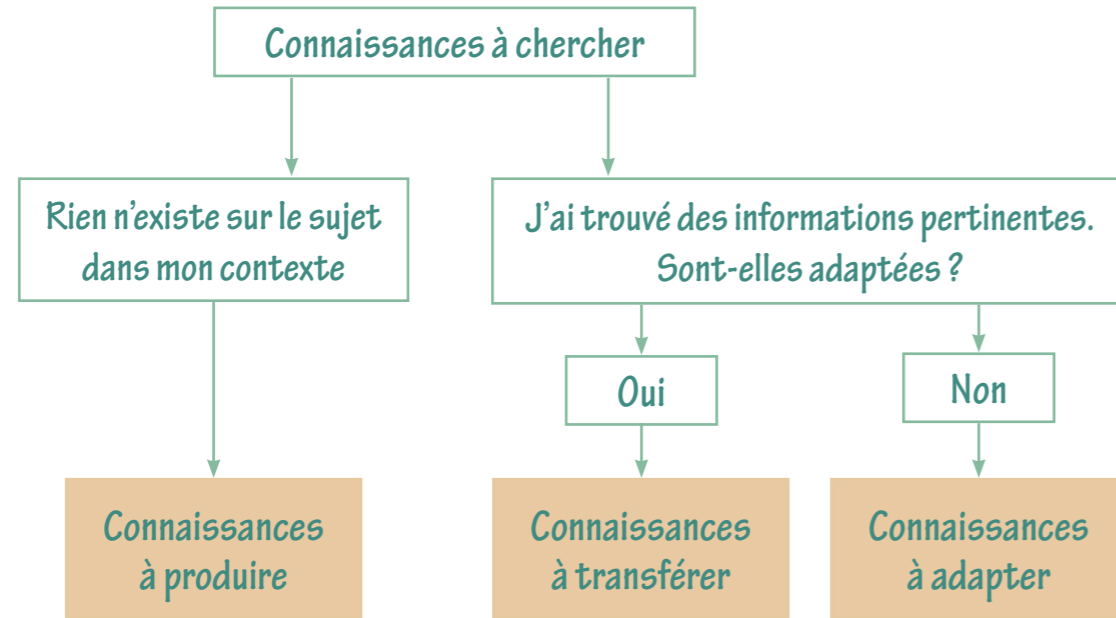 Connaissances à chercher
Rien n’existe sur le sujet
dans mon contexte
J’ai trouvé des informations pertinentes.
Sont-elles adaptées ?
Oui
Non
Connaissances
à produire
Connaissances
à transférer
Connaissances
à adapter